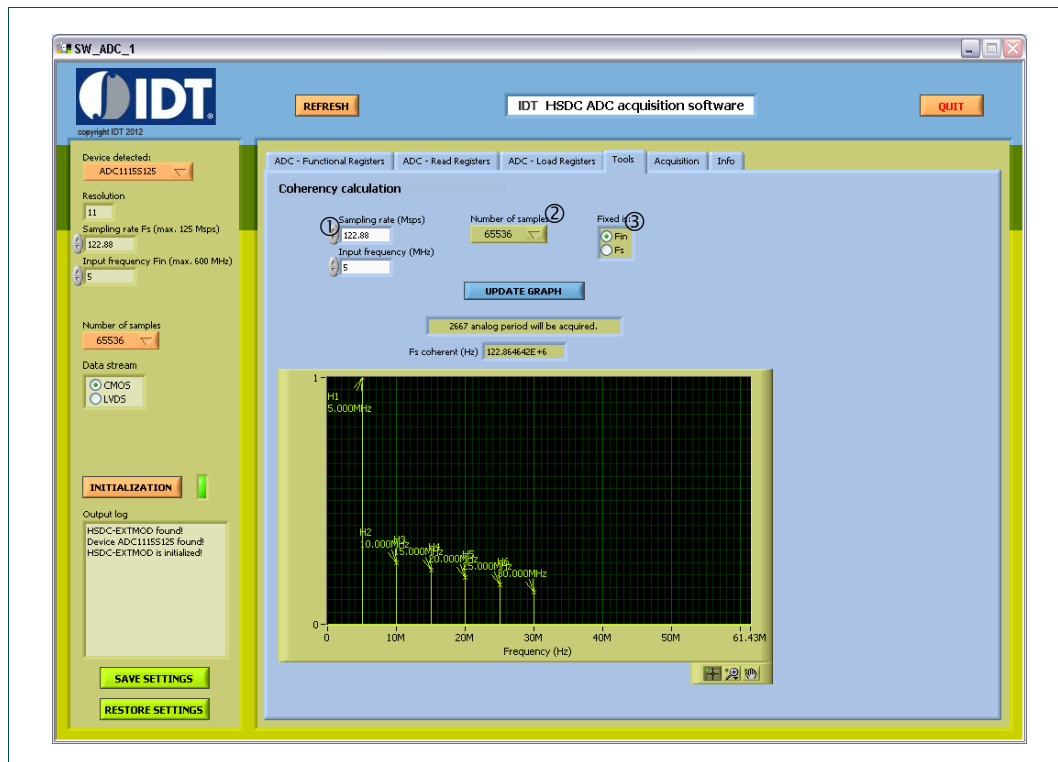 SW_ADC_1
IDT
copyright IDT 2012
REFRESH
IDT HSDC ADC acquisition software
QUIT
Device detected:
ADC1115S125
Resolution
11
Sampling rate Fs (max. 125 Msps)
122.88
Input frequency Fin (max. 600 MHz)
5
Number of samples
65536
Data stream
CMOS
LVDS
INITIALIZATION
Output log
HSDC-EXTMOD found!
Device ADC1115S125 found!
HSDC-EXTMOD is initialized!
SAVE SETTINGS
RESTORE SETTINGS
ADC - Functional Registers
ADC - Read Registers
ADC - Load Registers
Tools
Acquisition
Info
Coherency calculation
① Sampling rate (Msps)
122.88
Input frequency (MHz)
5
Number of samples ②
65536
Fixed is: ③
Fin
Fs
UPDATE GRAPH
2667 analog period will be acquired.
Fs coherent (Hz) 122.864642E+6
1
H1
5.000MHz
H2
10.000MHz
H3
15.000MHz
H4
20.000MHz
H5
25.000MHz
H6
30.000MHz
0
0 10M 20M 30M 40M 50M 61.43M
Frequency (Hz)